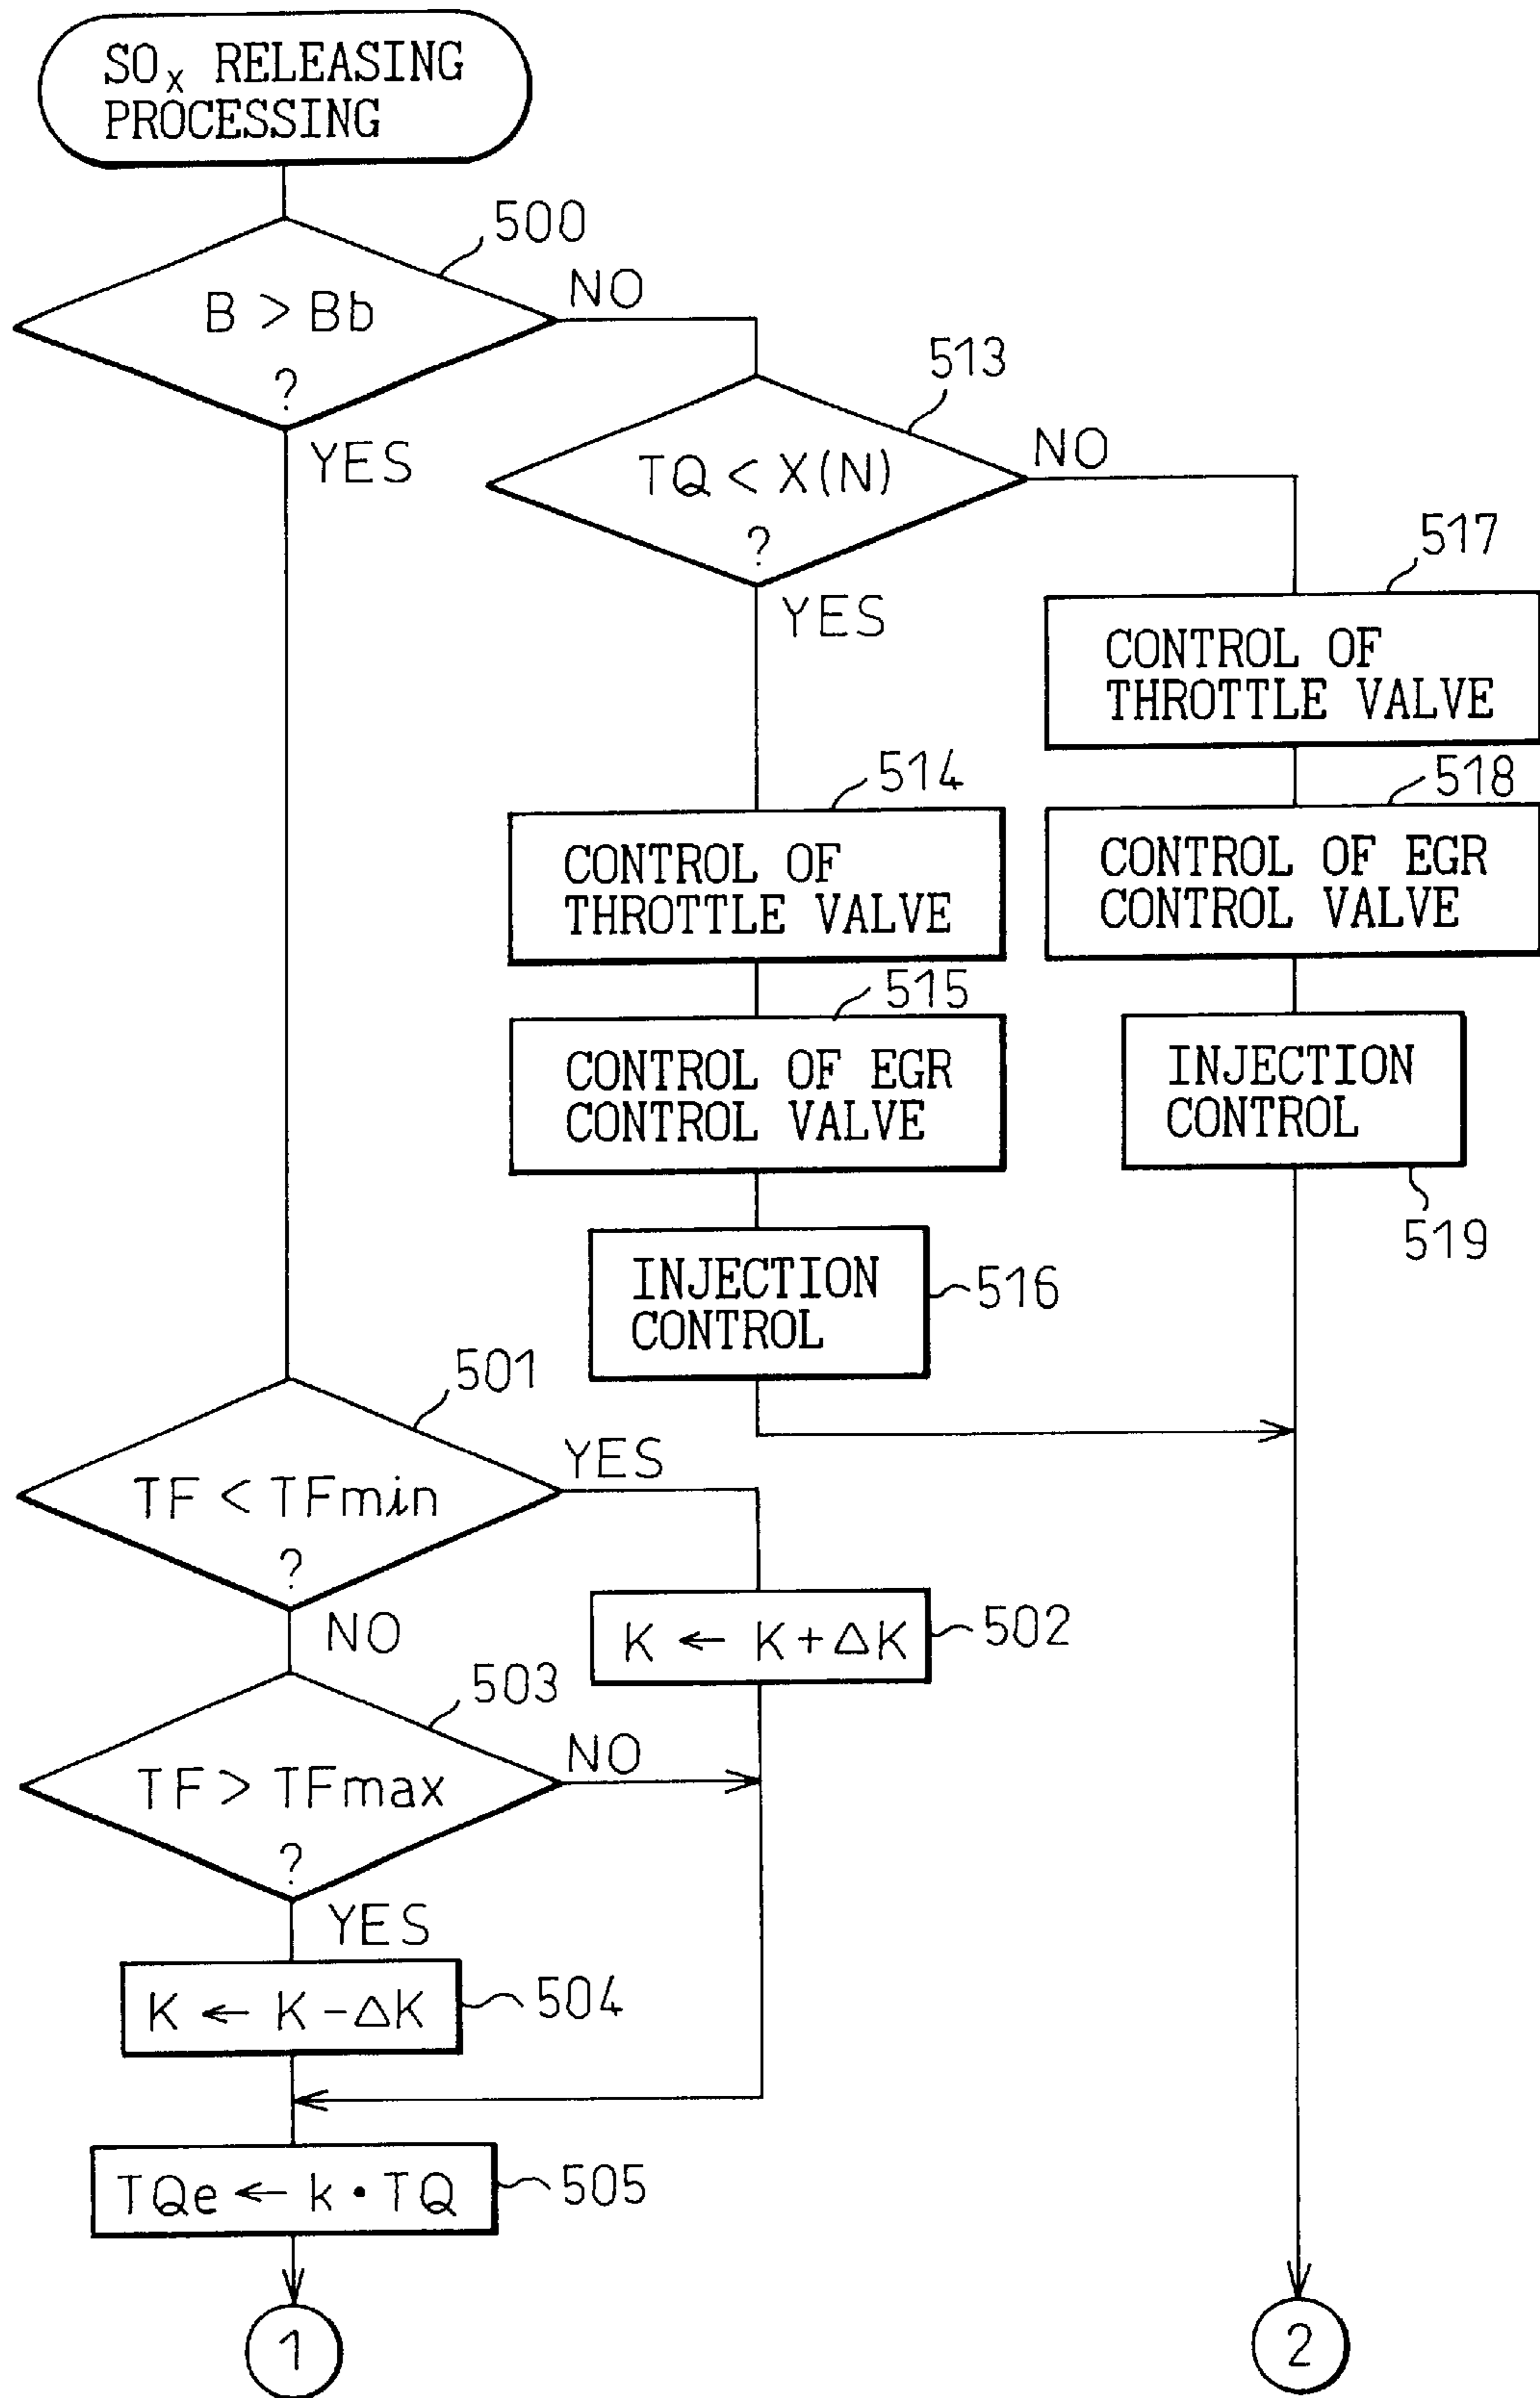 SOx RELEASING
PROCESSING
500
B > Bb
?
NO
YES
513
TQ < X(N)
?
NO
YES
517
CONTROL OF
THROTTLE VALVE
518
CONTROL OF EGR
CONTROL VALVE
INJECTION
CONTROL
519
514
CONTROL OF
THROTTLE VALVE
515
CONTROL OF EGR
CONTROL VALVE
INJECTION
CONTROL
516
501
TF < TFmin
?
YES
NO
K ← K+ΔK
502
503
TF > TFmax
?
NO
YES
K ← K-ΔK
504
TQe ← k・TQ
505
1
2